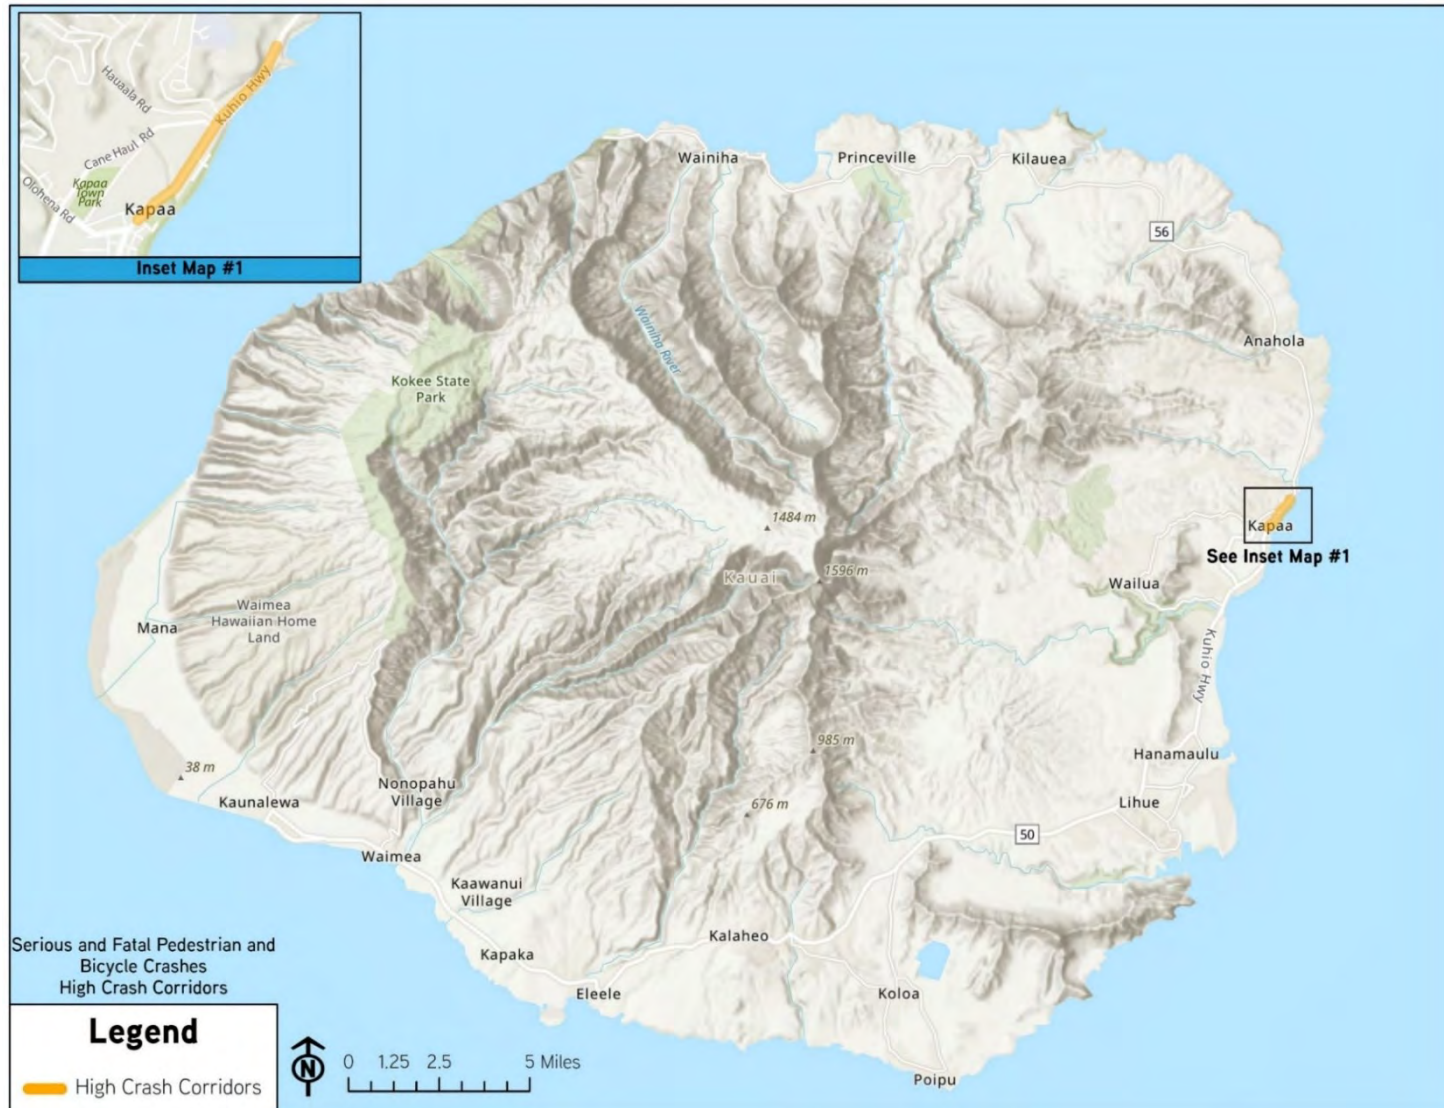 Hauaala Rd
Kuhio Hwy
Cane Haul Rd
Kapaa
Town
Park
Olohena Rd
Kapaa
Inset Map #1
Wainiha
Princeville
Kilauea
56
Wainiha River
Anahola
Kokee State
Park
1484 m
Kapaa
See Inset Map #1
Kauai
1596 m
Wailua
Waimea
Hawaiian Home
Land
Mana
Kuhio Hwy
985 m
Hanamaulu
38 m
Nonopahu
Village
Kaunalewa
676 m
Lihue
50
Waimea
Kaawanui
Village
Kalaheo
Kapaka
Eleele
Koloa
Poipu
Serious and Fatal Pedestrian and
Bicycle Crashes
High Crash Corridors
Legend
High Crash Corridors
N
0 1.25 2.5 5 Miles